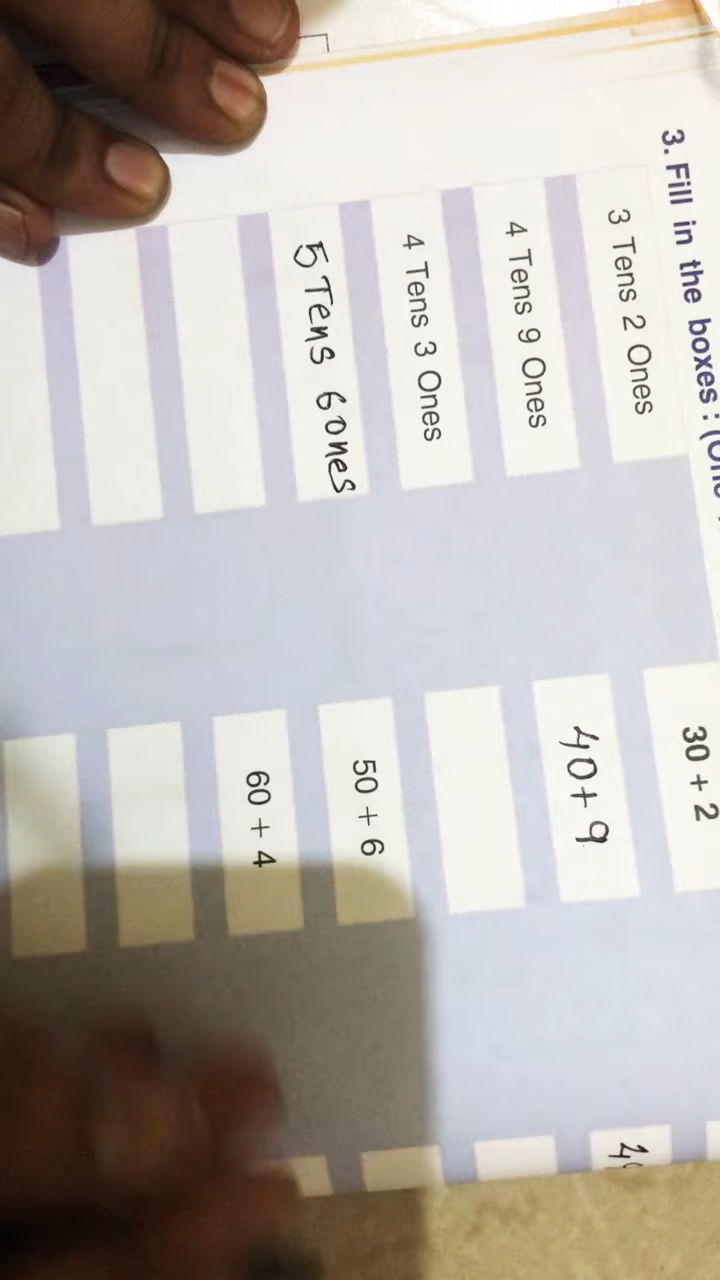 3. Fill in the boxes :
3 Tens 2 Ones 30 + 2
4 Tens 9 Ones 40+9
4 Tens 3 Ones
5 Tens 6 ones 50 + 6
60 + 4